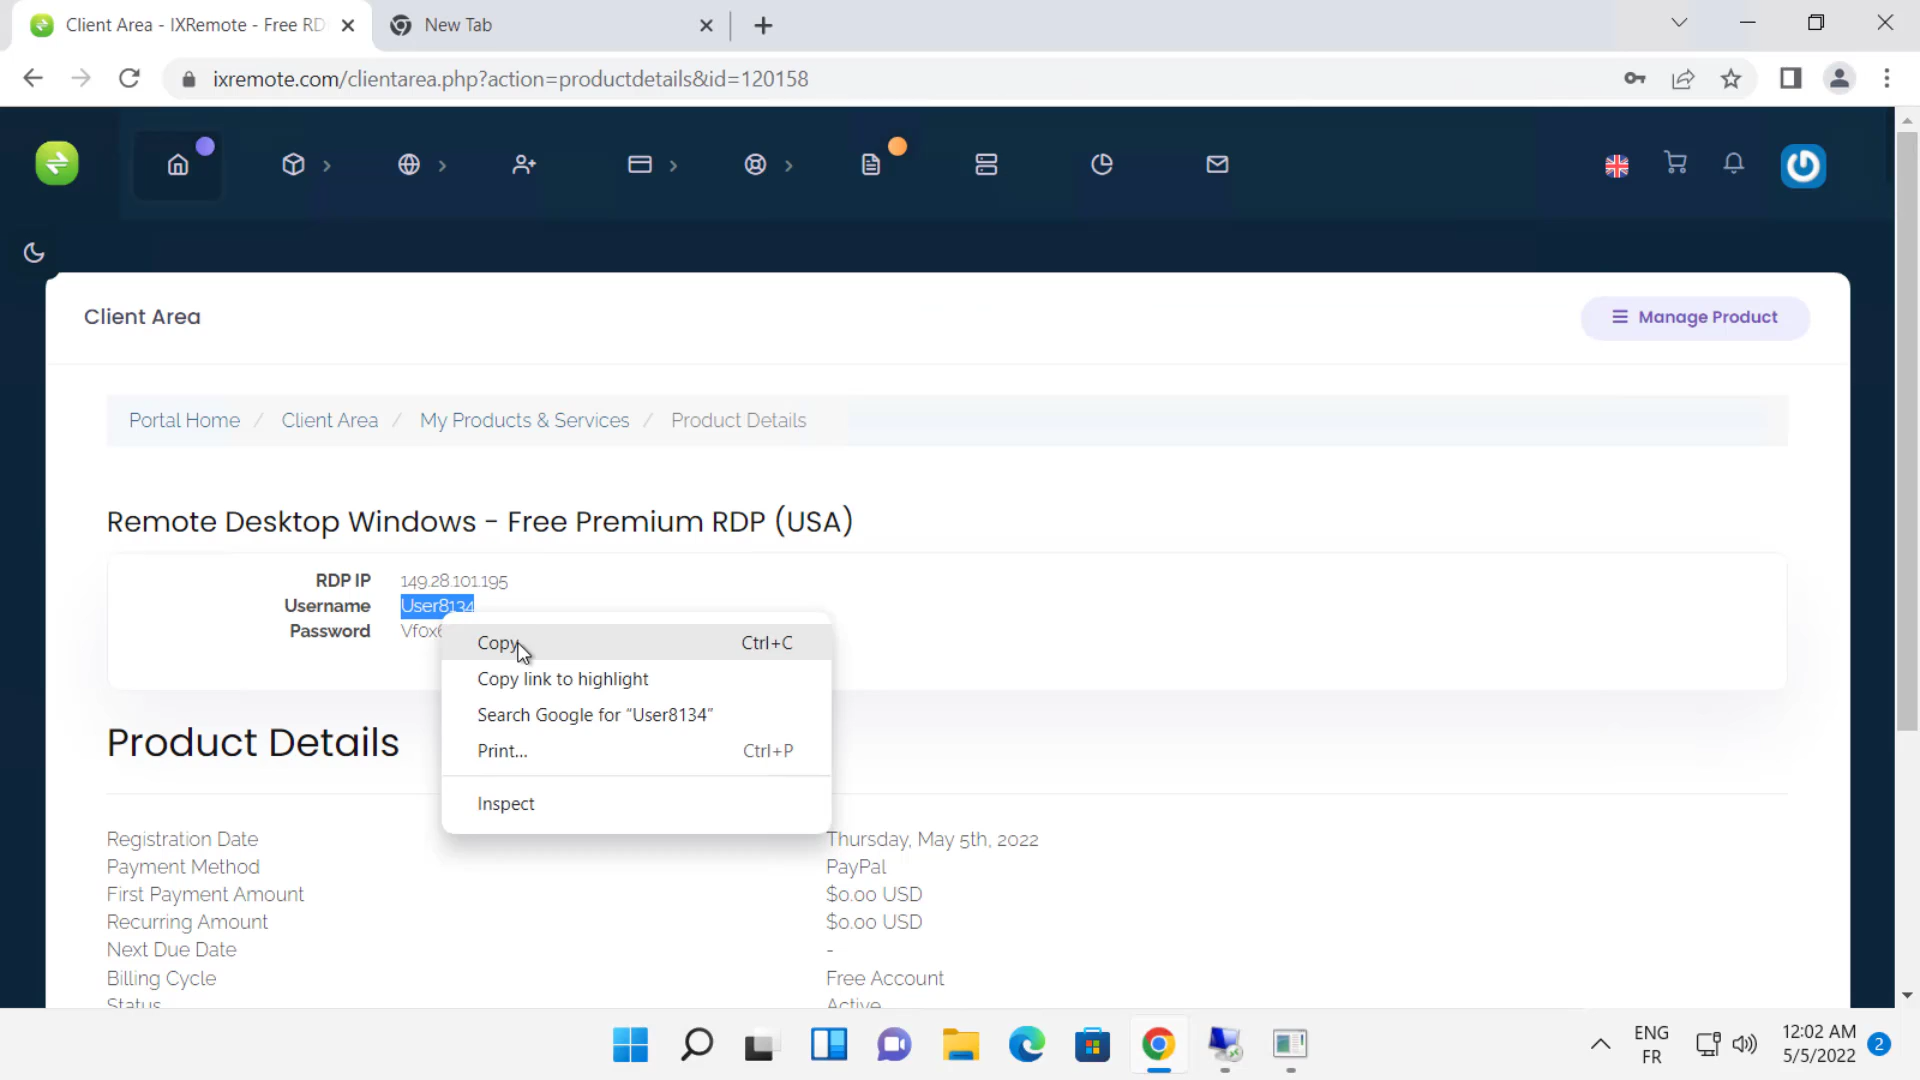 Client Area - IXRemote - Free RD
New Tab
ixremote.com/clientarea.php?action=productdetails&id=120158
Client Area
Manage Product
Portal Home / Client Area / My Products & Services / Product Details
Remote Desktop Windows - Free Premium RDP (USA)
RDP IP 149.28.101.195
Username User8134
Password Vfox6
Copy Ctrl+C
Copy link to highlight
Search Google for “User8134”
Print... Ctrl+P
Inspect
Product Details
Registration Date Thursday, May 5th, 2022
Payment Method PayPal
First Payment Amount $0.00 USD
Recurring Amount $0.00 USD
Next Due Date -
Billing Cycle Free Account
Status Active
ENG
FR
12:02 AM
5/5/2022
2